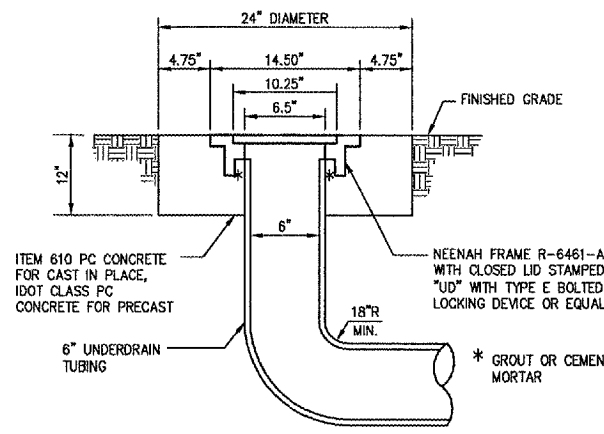 24" DIAMETER
4.75"
14.50"
4.75"
10.25"
6.5"
FINISHED GRADE
12"
*
*
6"
ITEM 610 PC CONCRETE
FOR CAST IN PLACE,
IDOT CLASS PC
CONCRETE FOR PRECAST
NEENAH FRAME R-6461-A
WITH CLOSED LID STAMPED
"UD" WITH TYPE E BOLTED
LOCKING DEVICE OR EQUAL
18"R
MIN.
6" UNDERDRAIN
TUBING
* GROUT OR CEMEN
MORTAR